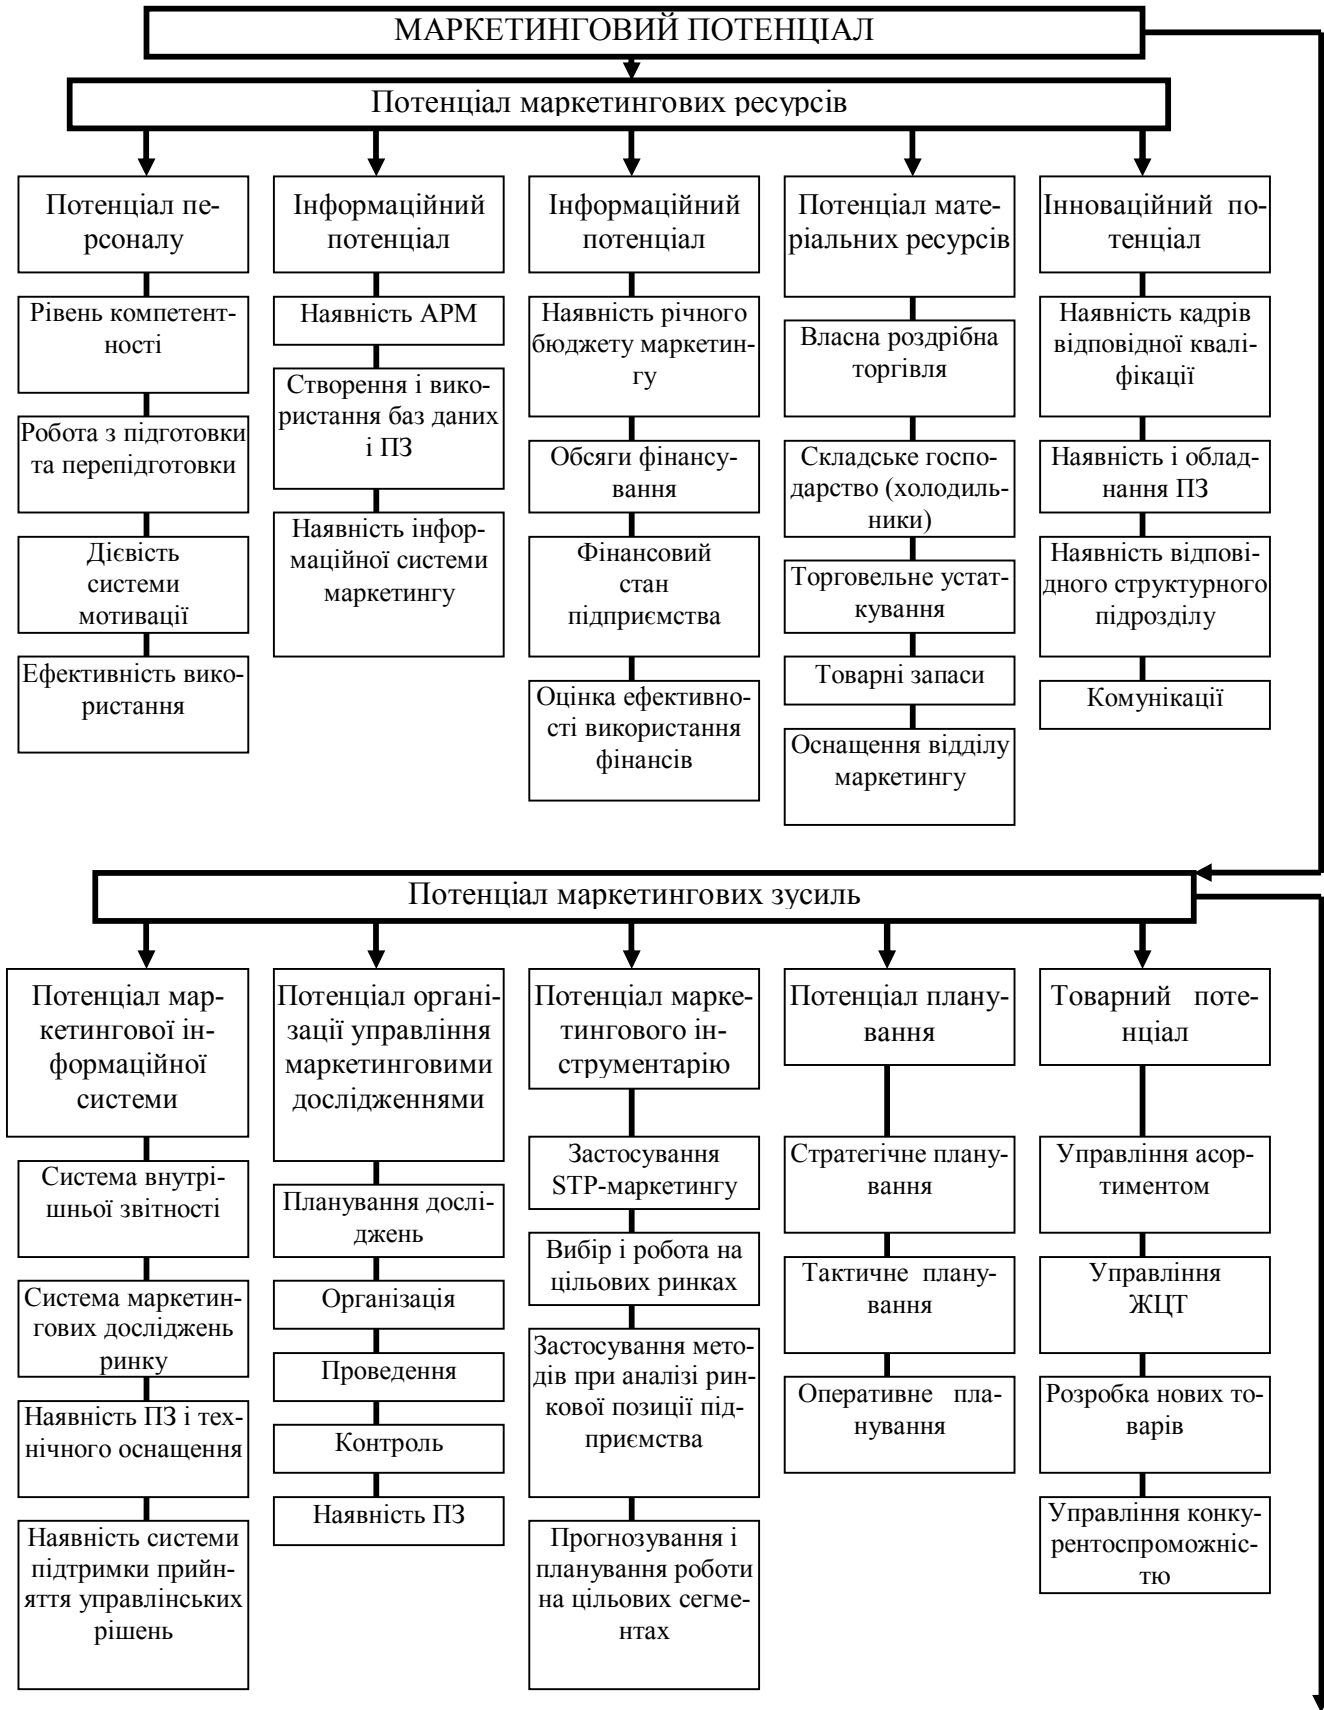 МАРКЕТИНГОВИЙ ПОТЕНЦІАЛ
Потенціал маркетингових ресурсів
Потенціал пе-
рсоналу
Рівень компетент-
ності
Робота з підготовки
та перепідготовки
Дієвість
системи
мотивації
Ефективність вико-
ристання
Інформаційний
потенціал
Наявність АРМ
Створення і вико-
ристання баз даних
і ПЗ
Наявність інфор-
маційної системи
маркетингу
Інформаційний
потенціал
Наявність річного
бюджету маркетин-
гу
Обсяги фінансу-
вання
Фінансовий
стан
підприємства
Оцінка ефективно-
сті використання
фінансів
Потенціал мате-
ріальних ресурсів
Власна роздрібна
торгівля
Складське госпо-
дарство (холодиль-
ники)
Торговельне устат-
кування
Товарні запаси
Оснащення відділу
маркетингу
Інноваційний по-
тенціал
Наявність кадрів
відповідної квалі 
фікації
Наявність і облад-
нання ПЗ
Наявність відпові-
дного структурного
підрозділу
Комунікації
Потенціал маркетингових зусиль
Потенціал мар-
кетингової ін-
формаційної
системи
Система внутрі-
шньої звітності
Система маркетин-
гових досліджень
ринку
Наявність ПЗ і тех-
нічного оснащення
Наявність системи
підтримки прийн-
яття управлінських
рішень
Потенціал органі-
зації управління
маркетинговими
дослідженнями
Планування дослі-
джень
Організація
Проведення
Контроль
Наявність ПЗ
Потенціал марке-
тингового ін-
струментарію
Застосування
STP-маркетингу
Вибір і робота на
цільових ринках
Застосування мето-
дів при аналізі рин-
кової позиції під-
приємства
Прогнозування і
планування роботи
на цільових сегме-
нтах
Потенціал плану-
вання
Стратегічне плану-
вання
Тактичне плану-
вання
Оперативне пла-
нування
Товарний поте-
нціал
Управління асор-
тиментом
Управління
ЖЦТ
Розробка нових то-
варів
Управління конку-
рентоспроможніс-
тю